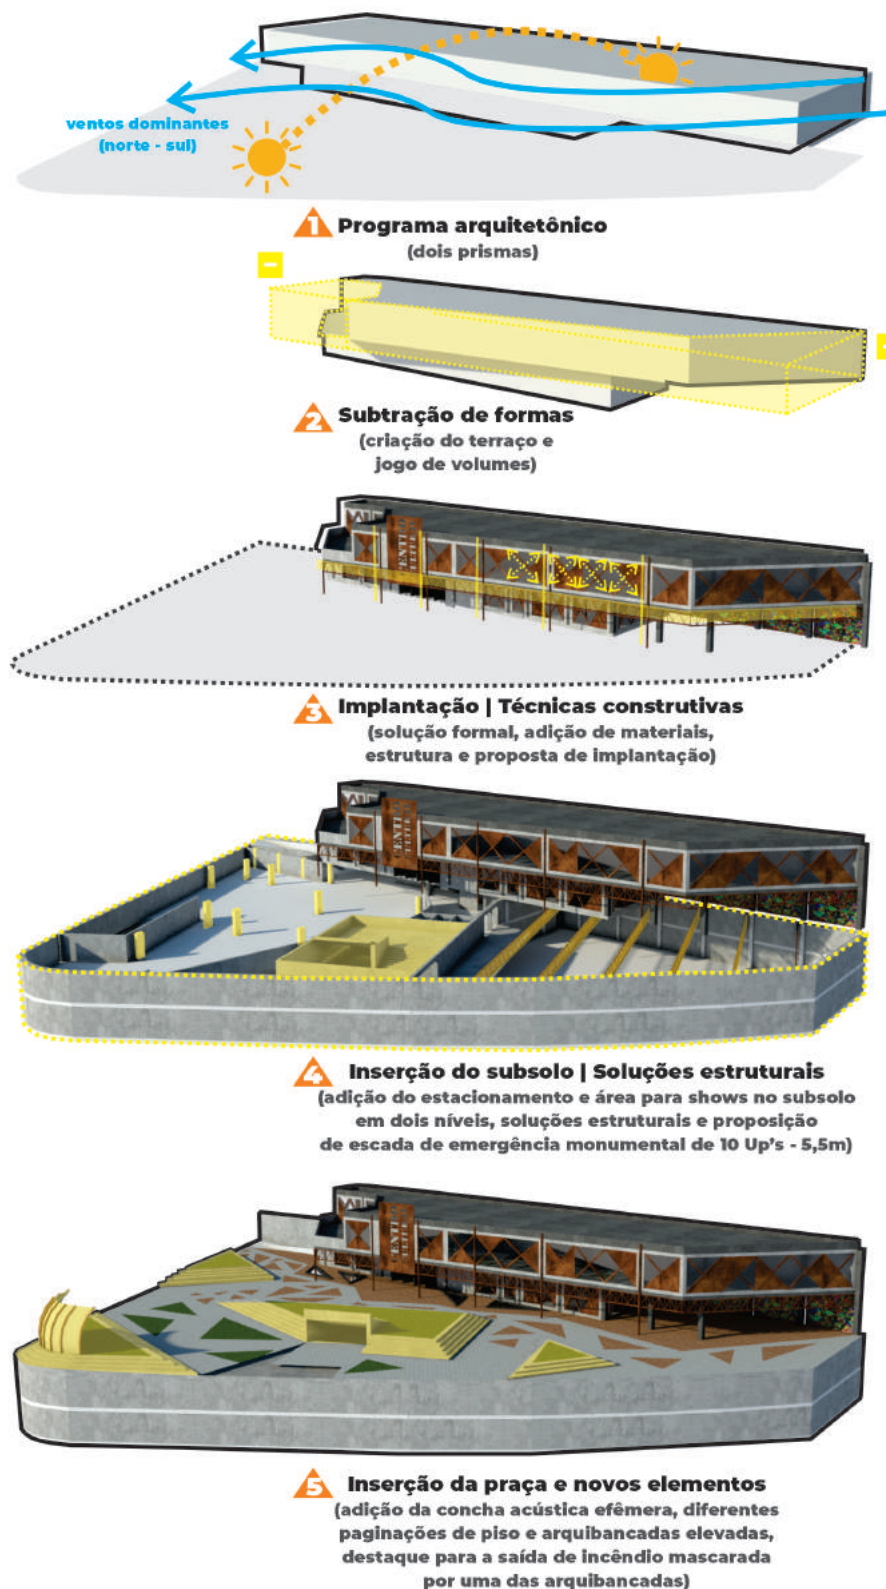 ventos dominantes
(norte - sul)
1 Programa arquitetônico
(dois prismas)
2 Subtração de formas
(criação do terraço e
jogo de volumes)
3 Implantação | Técnicas construtivas
(solução formal, adição de materiais,
estrutura e proposta de implantação)
4 Inserção do subsolo | Soluções estruturais
(adição do estacionamento e área para shows no subsolo
em dois níveis, soluções estruturais e proposição
de escada de emergência monumental de 10 Up's - 5,5m)
5 Inserção da praça e novos elementos
(adição da concha acústica efêmera, diferentes
paginações de piso e arquibancadas elevadas,
destaque para a saída de incêndio mascarada
por uma das arquibancadas)